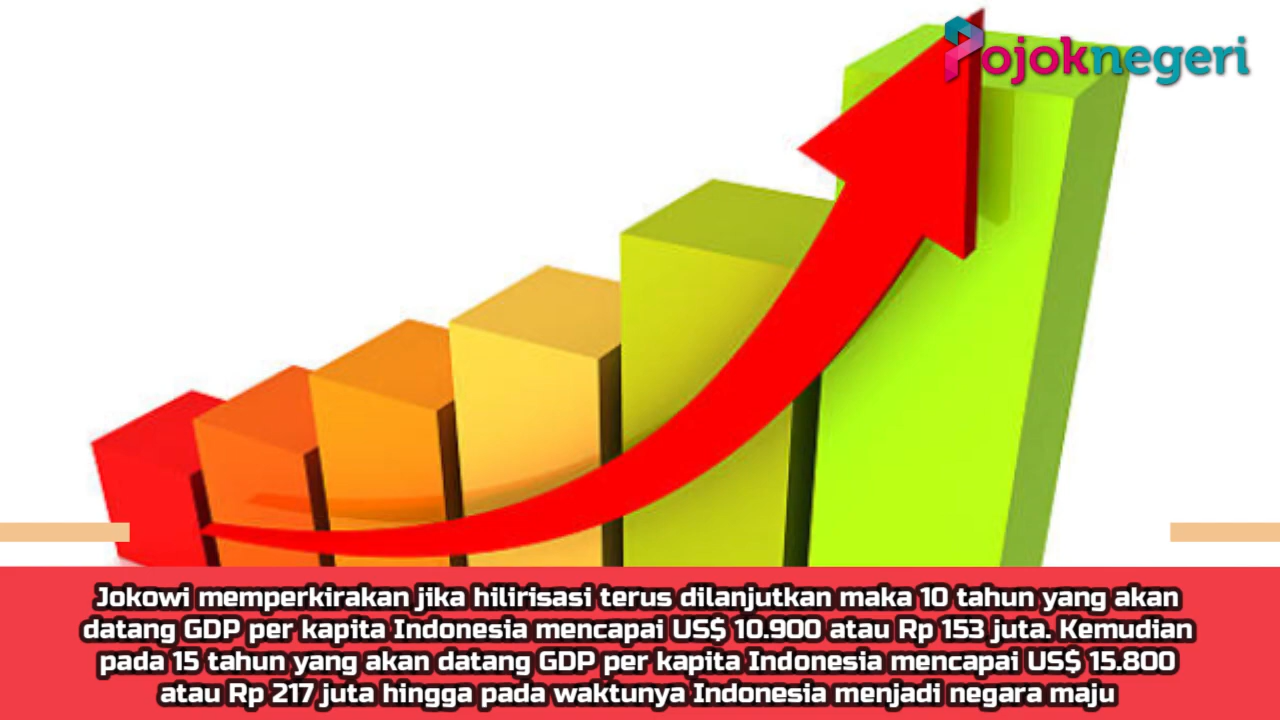 Pojoknegeri
Jokowi memperkirakan jika hilirisasi terus dilanjutkan maka 10 tahun yang akan
datang GDP per kapita Indonesia mencapai US$ 10.900 atau Rp 153 juta. Kemudian
pada 15 tahun yang akan datang GDP per kapita Indonesia mencapai US$ 15.800
atau Rp 217 juta hingga pada waktunya Indonesia menjadi negara maju